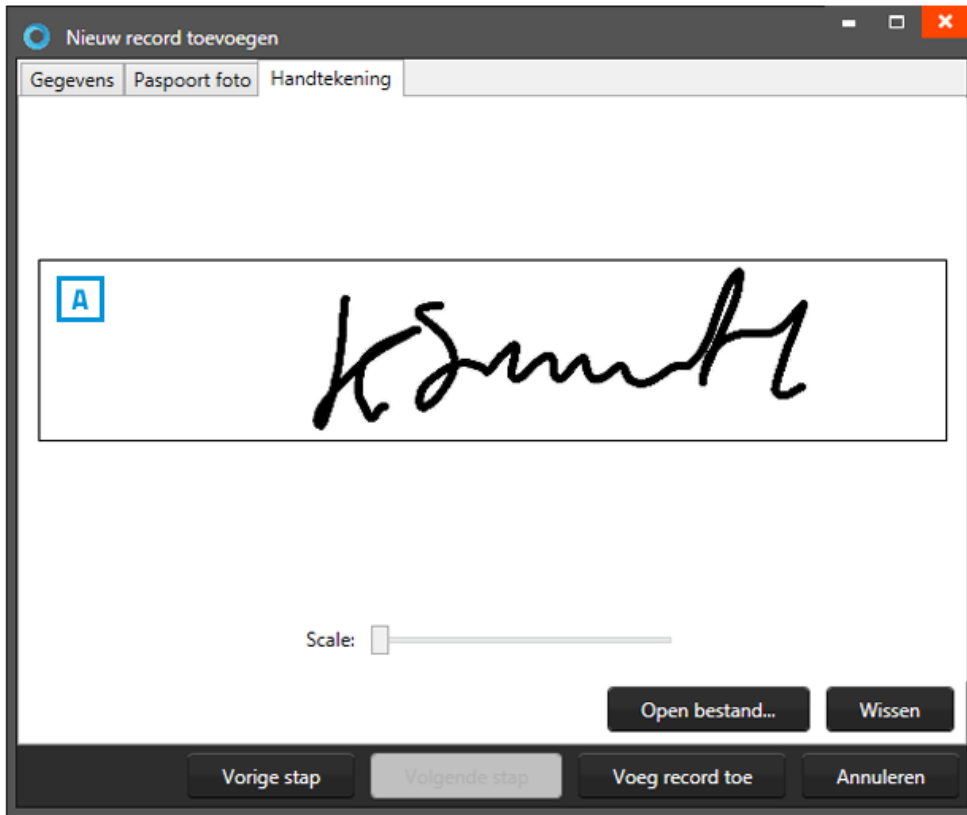 Nieuw record toevoegen
Gegevens Paspoort foto Handtekening
A
Scale:
Open bestand... Wissen
Vorige stap Volgende stap Voeg record toe Annuleren